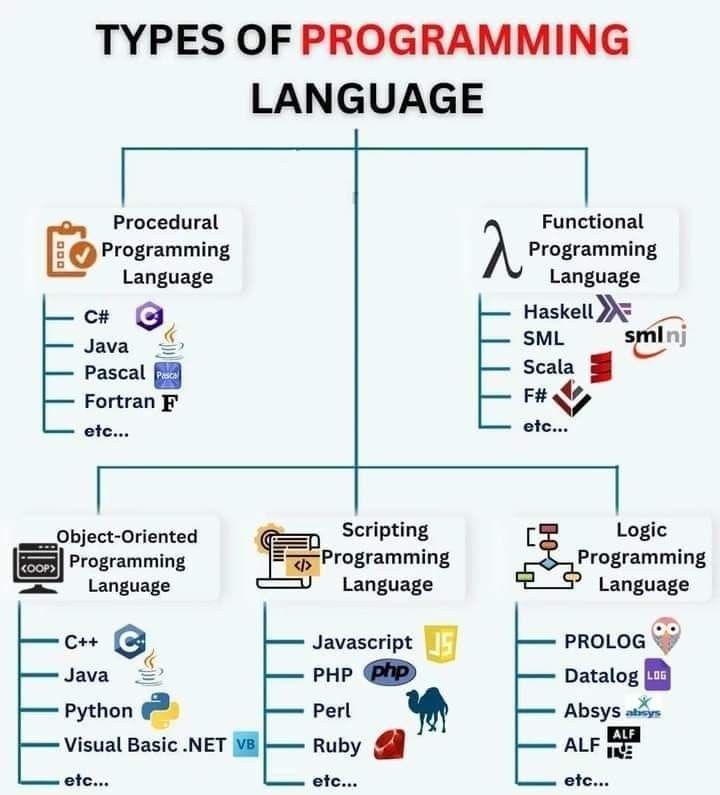 TYPES OF PROGRAMMING
LANGUAGE
Procedural
Programming
Language
C#
Java
Pascal Pascal
Fortran F
etc...
λ
Functional
Programming
Language
Haskell
SML smlnj
Scala
F#
etc...
<OOP>
Object-Oriented
Programming
Language
C++ C++
Java
Python
Visual Basic .NET VB
etc...
</>
Scripting
Programming
Language
Javascript JS
PHP php
Perl
Ruby
etc...
Logic
Programming
Language
PROLOG
Datalog LOG
Absys absys
ALF ALF
etc...